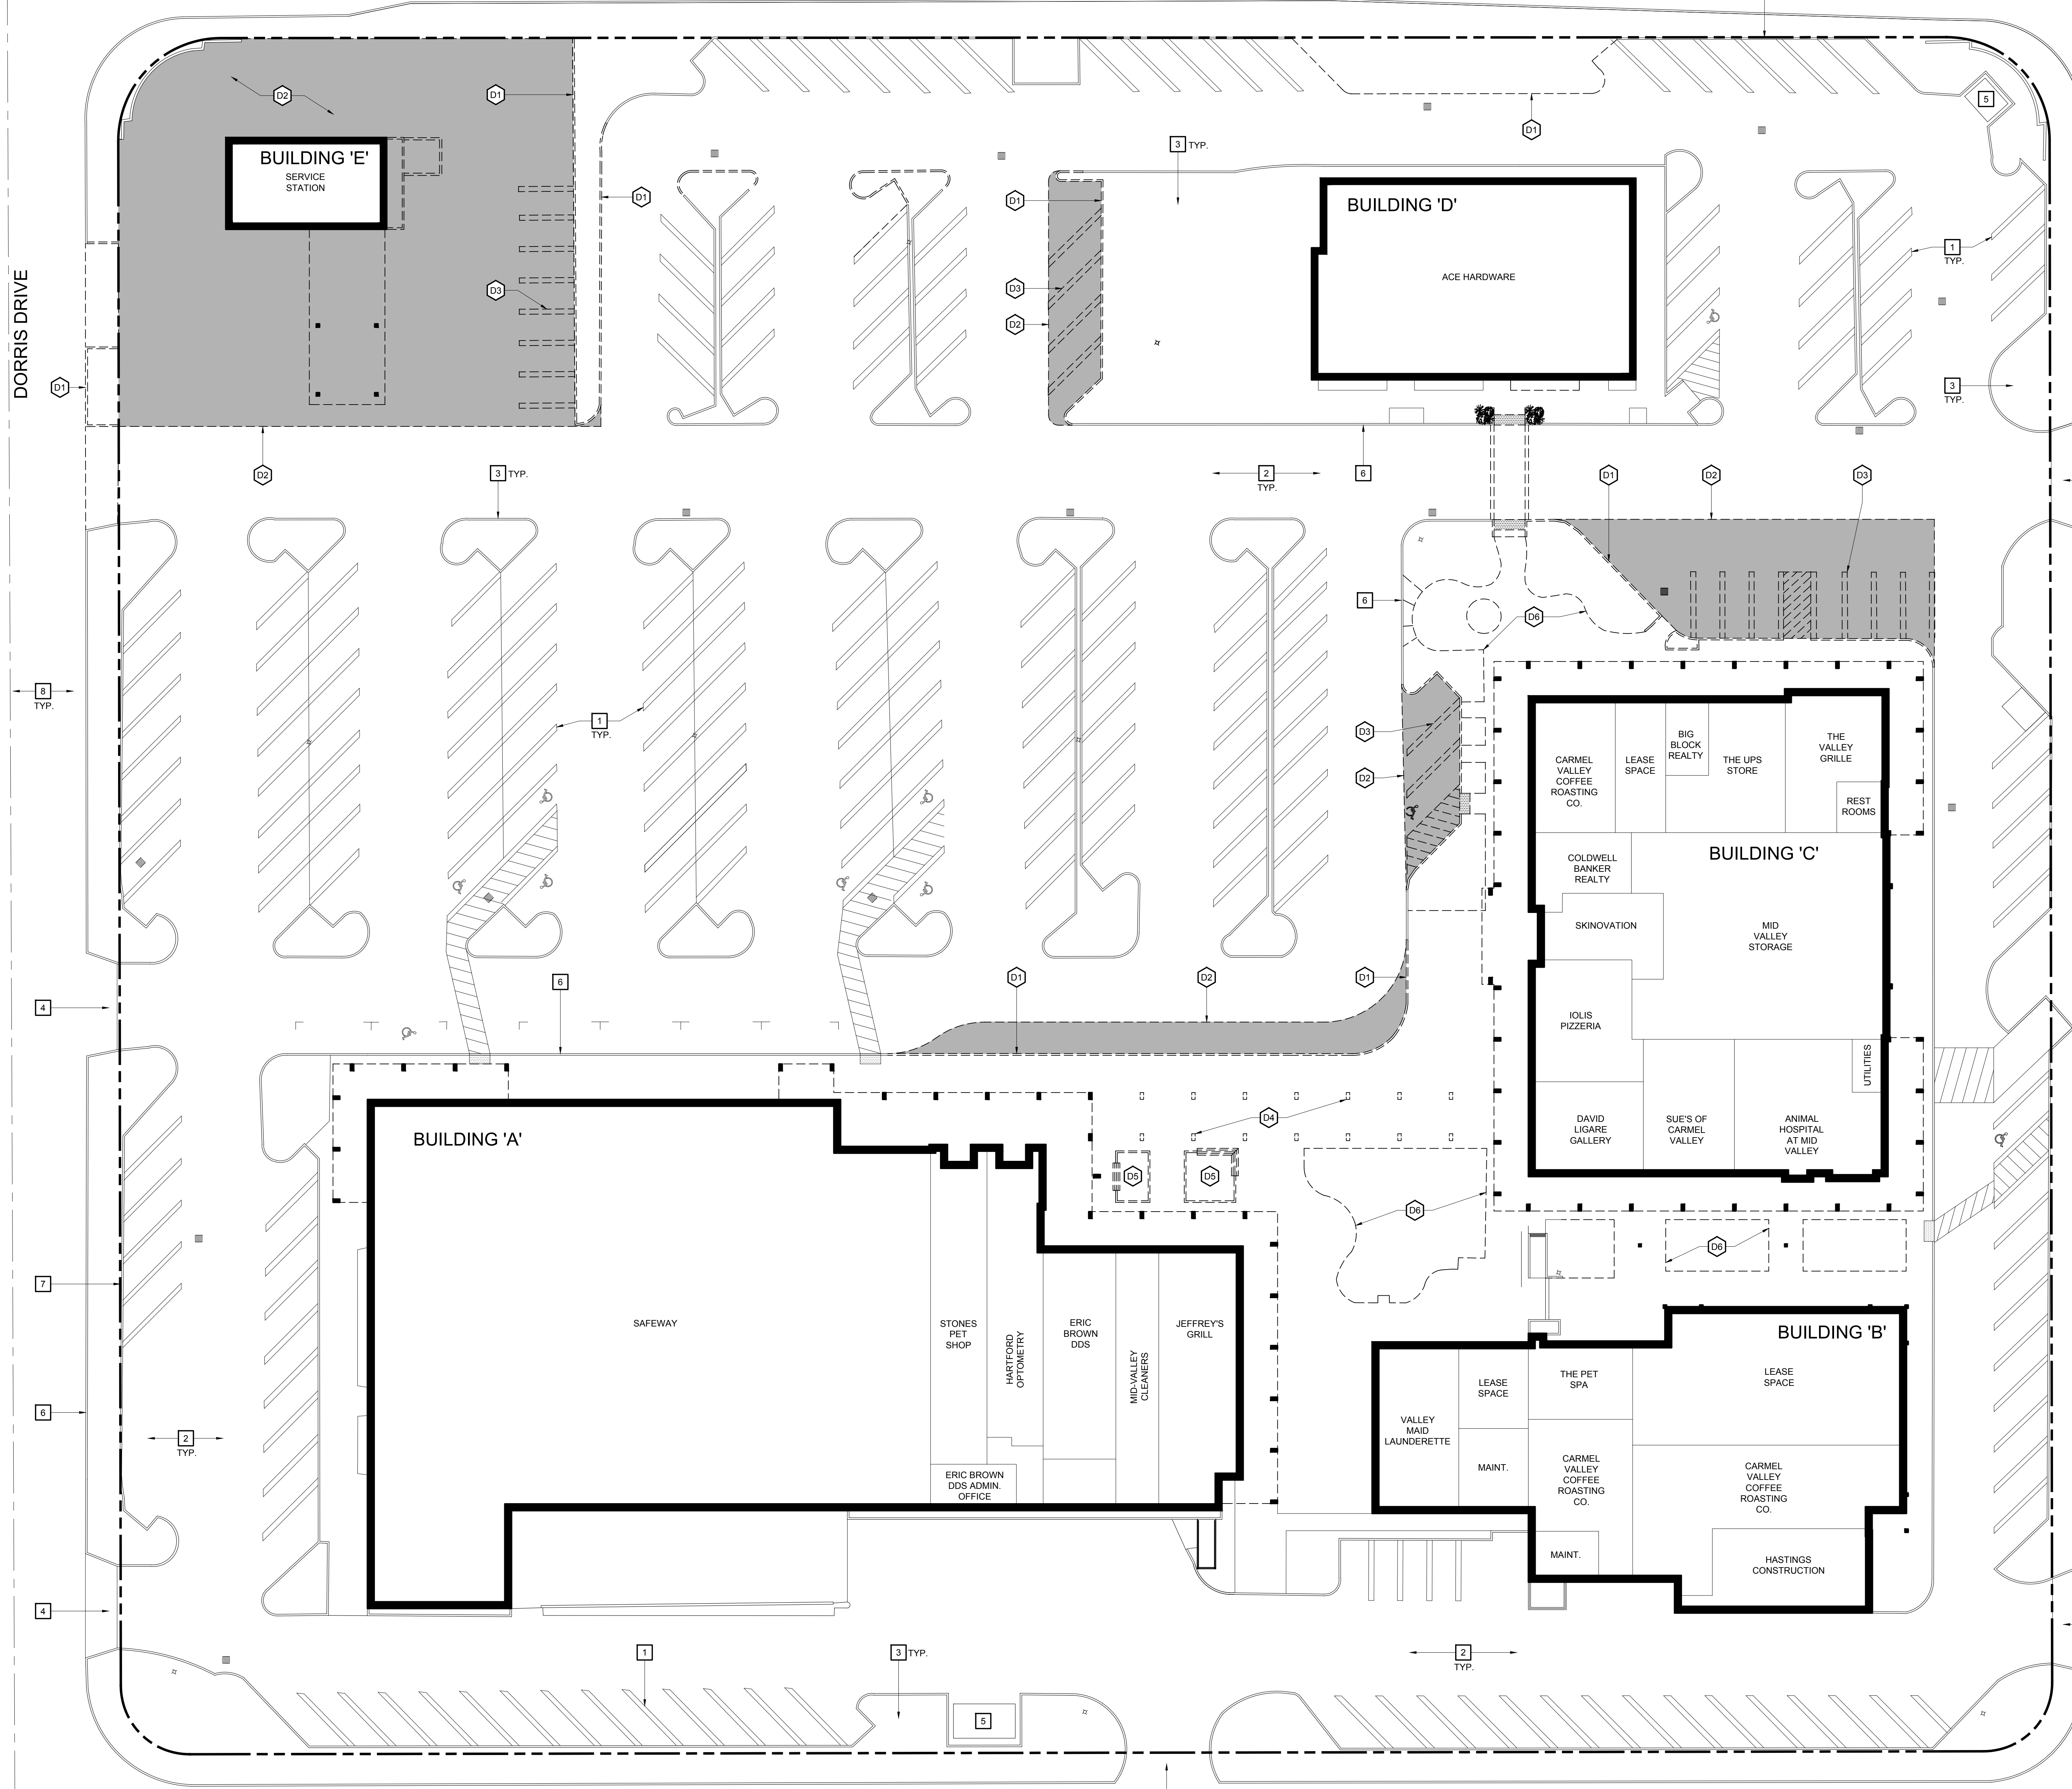 D2
D1
5
BUILDING 'E'
SERVICE
STATION
D1
3 TYP.
D1
D1
BUILDING 'D'
1
TYP.
DORRIS DRIVE
D3
D3
D2
ACE HARDWARE
D1
3
TYP.
D2
3 TYP.
2
TYP.
6
D1
D2
D3
6
D6
8
TYP.
1
TYP.
D3
D2
CARMEL
VALLEY
COFFEE
ROASTING
CO.
LEASE
SPACE
BIG
BLOCK
REALTY
THE UPS
STORE
THE
VALLEY
GRILLE
REST
ROOMS
BUILDING 'C'
COLDWELL
BANKER
REALTY
SKINOVATION
MID
VALLEY
STORAGE
4
6
D1
D2
D1
IOLIS
PIZZERIA
UTILITIES
BUILDING 'A'
D4
DAVID
LIGARE
GALLERY
SUE'S OF
CARMEL
VALLEY
ANIMAL
HOSPITAL
AT MID
VALLEY
D5
D5
D6
D6
7
SAFEWAY
STONES
PET
SHOP
HARTFORD
OPTOMETRY
ERIC
BROWN
DDS
MID-VALLEY
CLEANERS
JEFFREY'S
GRILL
BUILDING 'B'
LEASE
SPACE
THE PET
SPA
LEASE
SPACE
6
2
TYP.
VALLEY
MAID
LAUNDERETTE
MAINT.
CARMEL
VALLEY
COFFEE
ROASTING
CO.
CARMEL
VALLEY
COFFEE
ROASTING
CO.
ERIC BROWN
DDS ADMIN.
OFFICE
MAINT.
HASTINGS
CONSTRUCTION
4
1
3 TYP.
2
TYP.
5